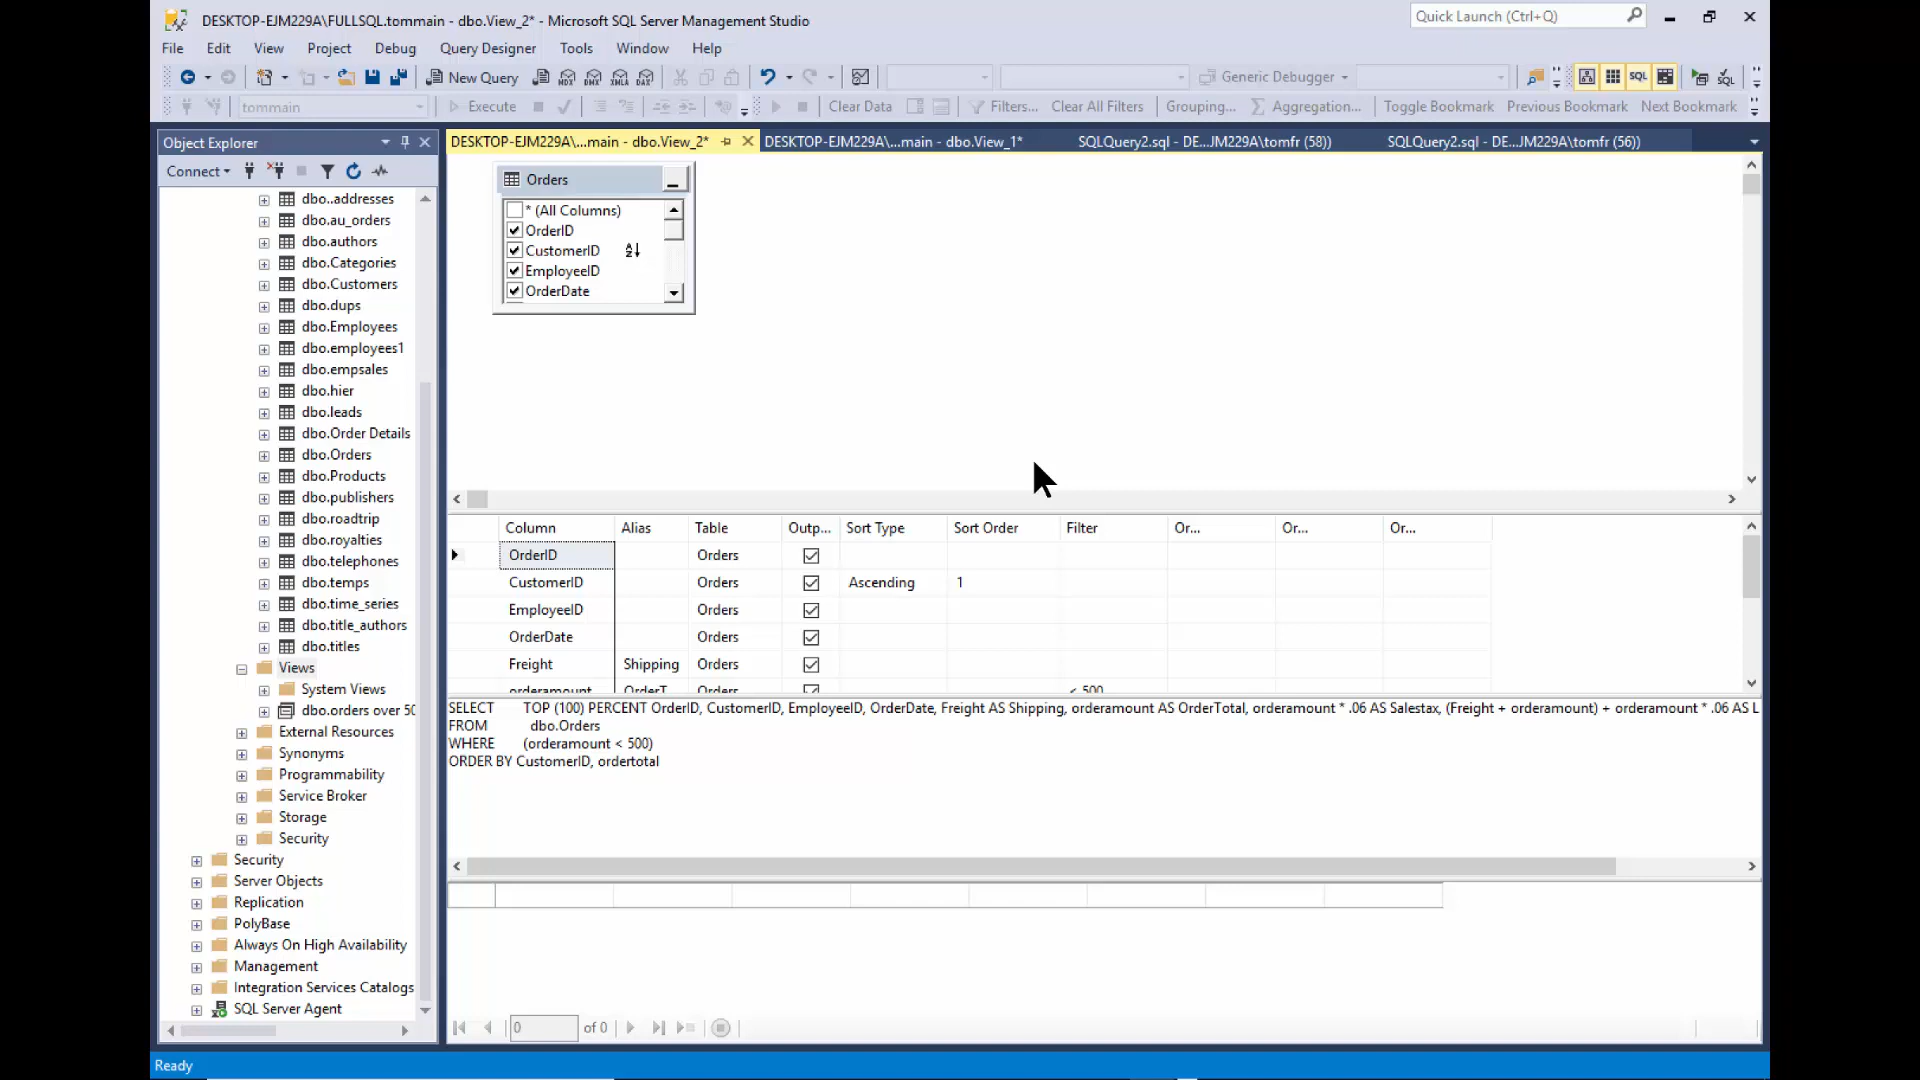 DESKTOP-EJM229A\FULLSQL.tommain - dbo.View_2* - Microsoft SQL Server Management Studio
Quick Launch (Ctrl+Q)
File Edit View Project Debug Query Designer Tools Window Help
New Query MDX DMX XMLA DAX Generic Debugger SQL
tommain Execute Clear Data Filters... Clear All Filters Grouping... Aggregation... Toggle Bookmark Previous Bookmark Next Bookmark
Object Explorer
DESKTOP-EJM229A\...main - dbo.View_2* DESKTOP-EJM229A\...main - dbo.View_1* SQLQuery2.sql - DE...JM229A\tomfr (58)) SQLQuery2.sql - DE...JM229A\tomfr (56))
Connect
dbo..addresses
dbo.au_orders
dbo.authors
dbo.Categories
dbo.Customers
dbo.dups
dbo.Employees
dbo.employees1
dbo.empsales
dbo.hier
dbo.leads
dbo.Order Details
dbo.Orders
dbo.Products
dbo.publishers
dbo.roadtrip
dbo.royalties
dbo.telephones
dbo.temps
dbo.time_series
dbo.title_authors
dbo.titles
Views
System Views
dbo.orders over 50
External Resources
Synonyms
Programmability
Service Broker
Storage
Security
Security
Server Objects
Replication
PolyBase
Always On High Availability
Management
Integration Services Catalogs
SQL Server Agent
Orders
* (All Columns)
OrderID
CustomerID
EmployeeID
OrderDate
Column Alias Table Outp... Sort Type Sort Order Filter Or... Or... Or...
OrderID Orders
CustomerID Orders Ascending 1
EmployeeID Orders
OrderDate Orders
Freight Shipping Orders
orderamount OrderT... Orders < 500
SELECT TOP (100) PERCENT OrderID, CustomerID, EmployeeID, OrderDate, Freight AS Shipping, orderamount AS OrderTotal, orderamount * .06 AS Salestax, (Freight + orderamount) + orderamount * .06 AS L
FROM dbo.Orders
WHERE (orderamount < 500)
ORDER BY CustomerID, ordertotal
0 of 0
Ready